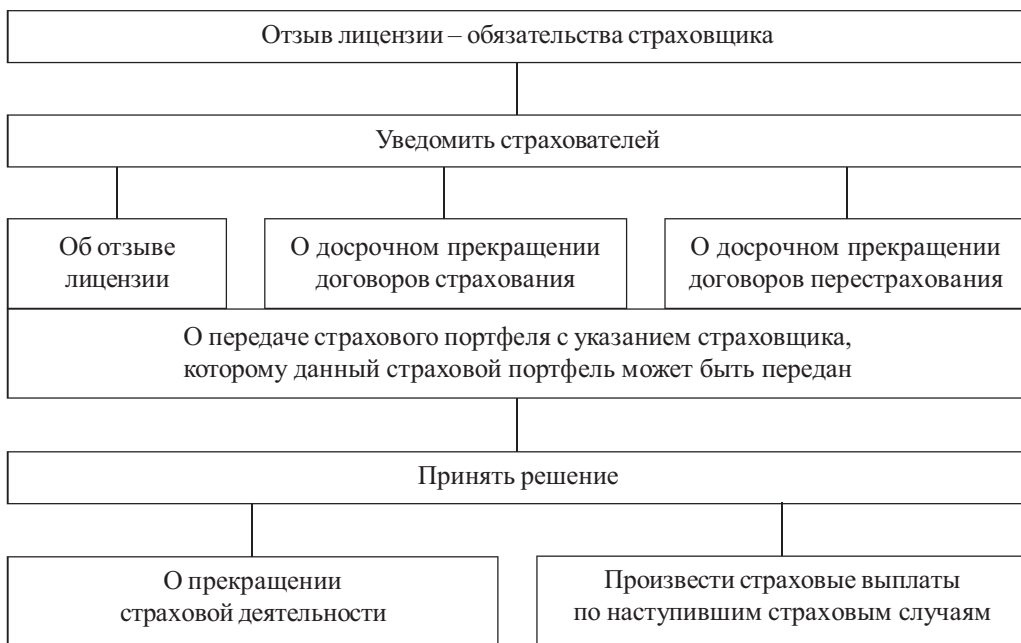 Отзыв лицензии – обязательства страховщика
Уведомить страхователей
Об отзыве
лицензии
О досрочном прекращении
договоров страхования
О досрочном прекращении
договоров перестрахования
О передаче страхового портфеля с указанием страховщика,
которому данный страховой портфель может быть передан
Принять решение
О прекращении
страховой деятельности
Произвести страховые выплаты
по наступившим страховым случаям